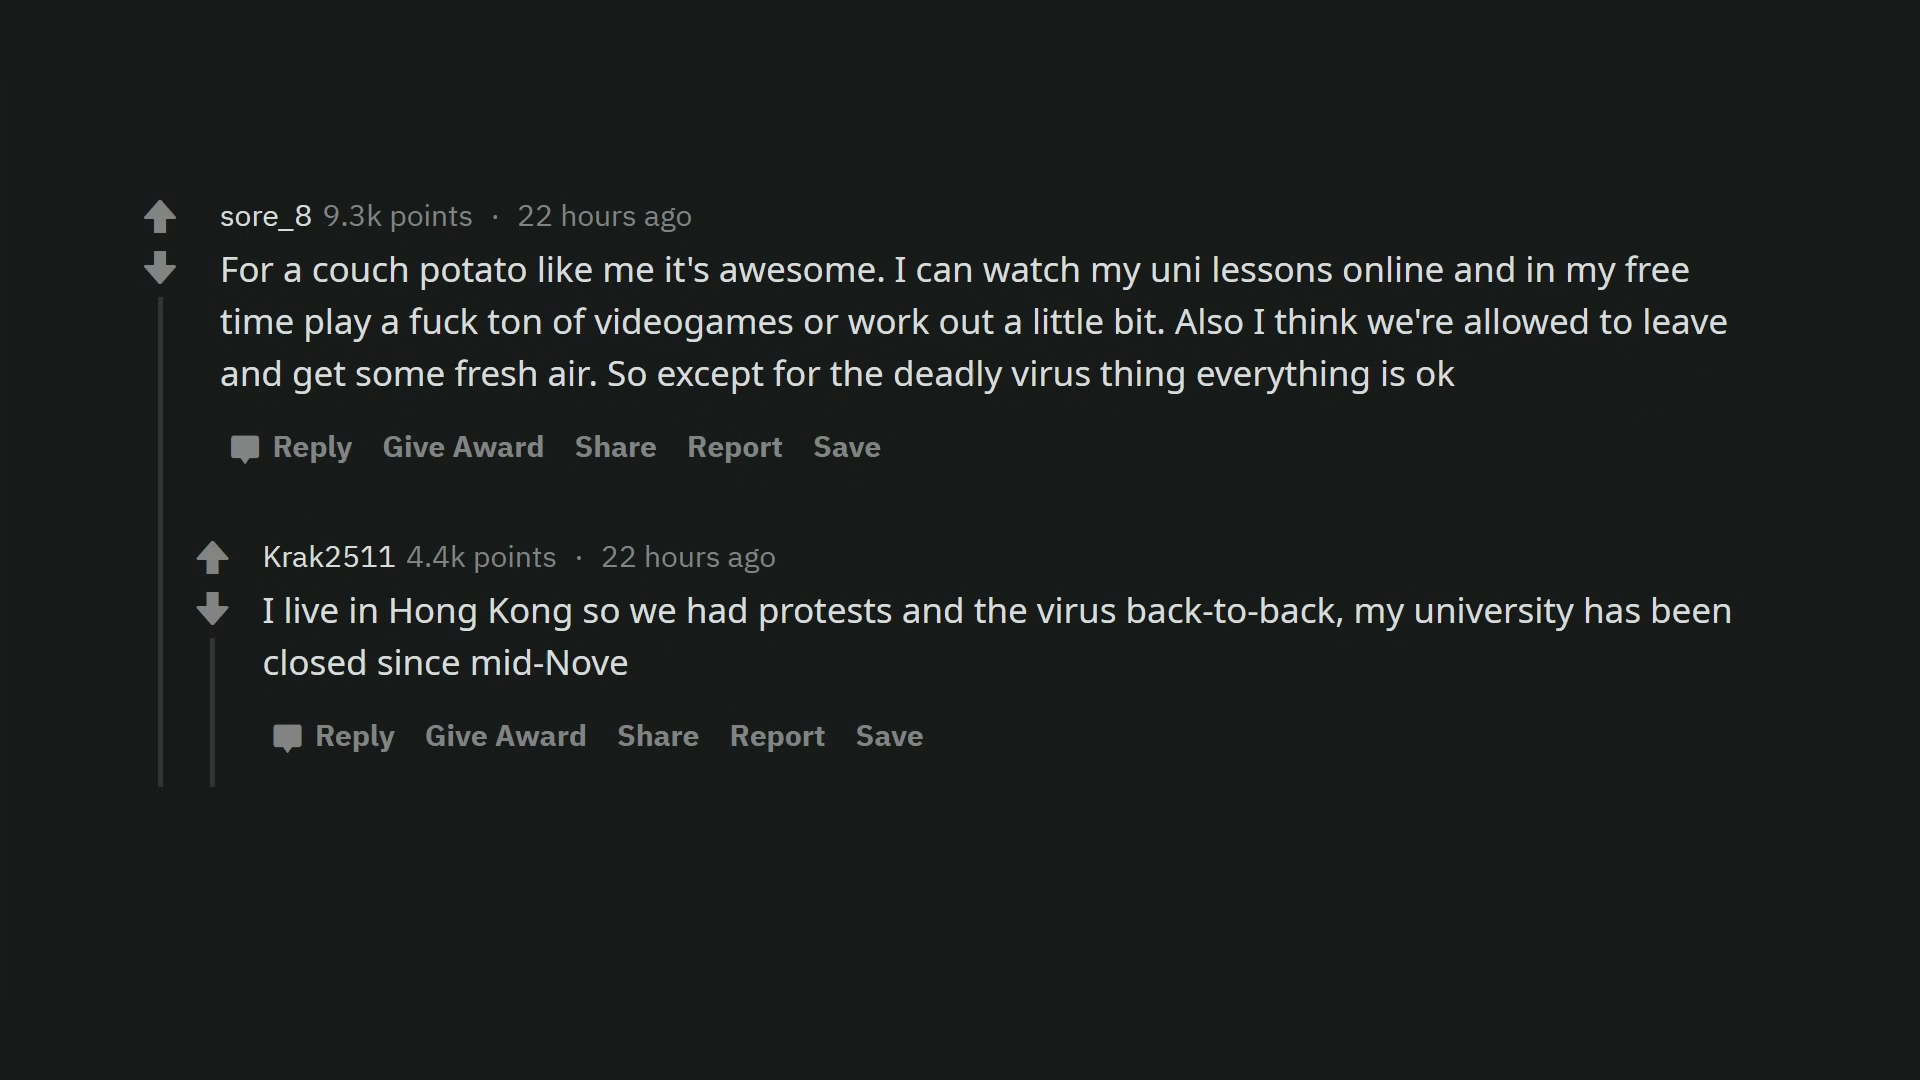 sore_8 9.3k points · 22 hours ago
For a couch potato like me it's awesome. I can watch my uni lessons online and in my free
time play a fuck ton of videogames or work out a little bit. Also I think we're allowed to leave
and get some fresh air. So except for the deadly virus thing everything is ok
Reply Give Award Share Report Save
Krak2511 4.4k points · 22 hours ago
I live in Hong Kong so we had protests and the virus back-to-back, my university has been
closed since mid-Nove
Reply Give Award Share Report Save